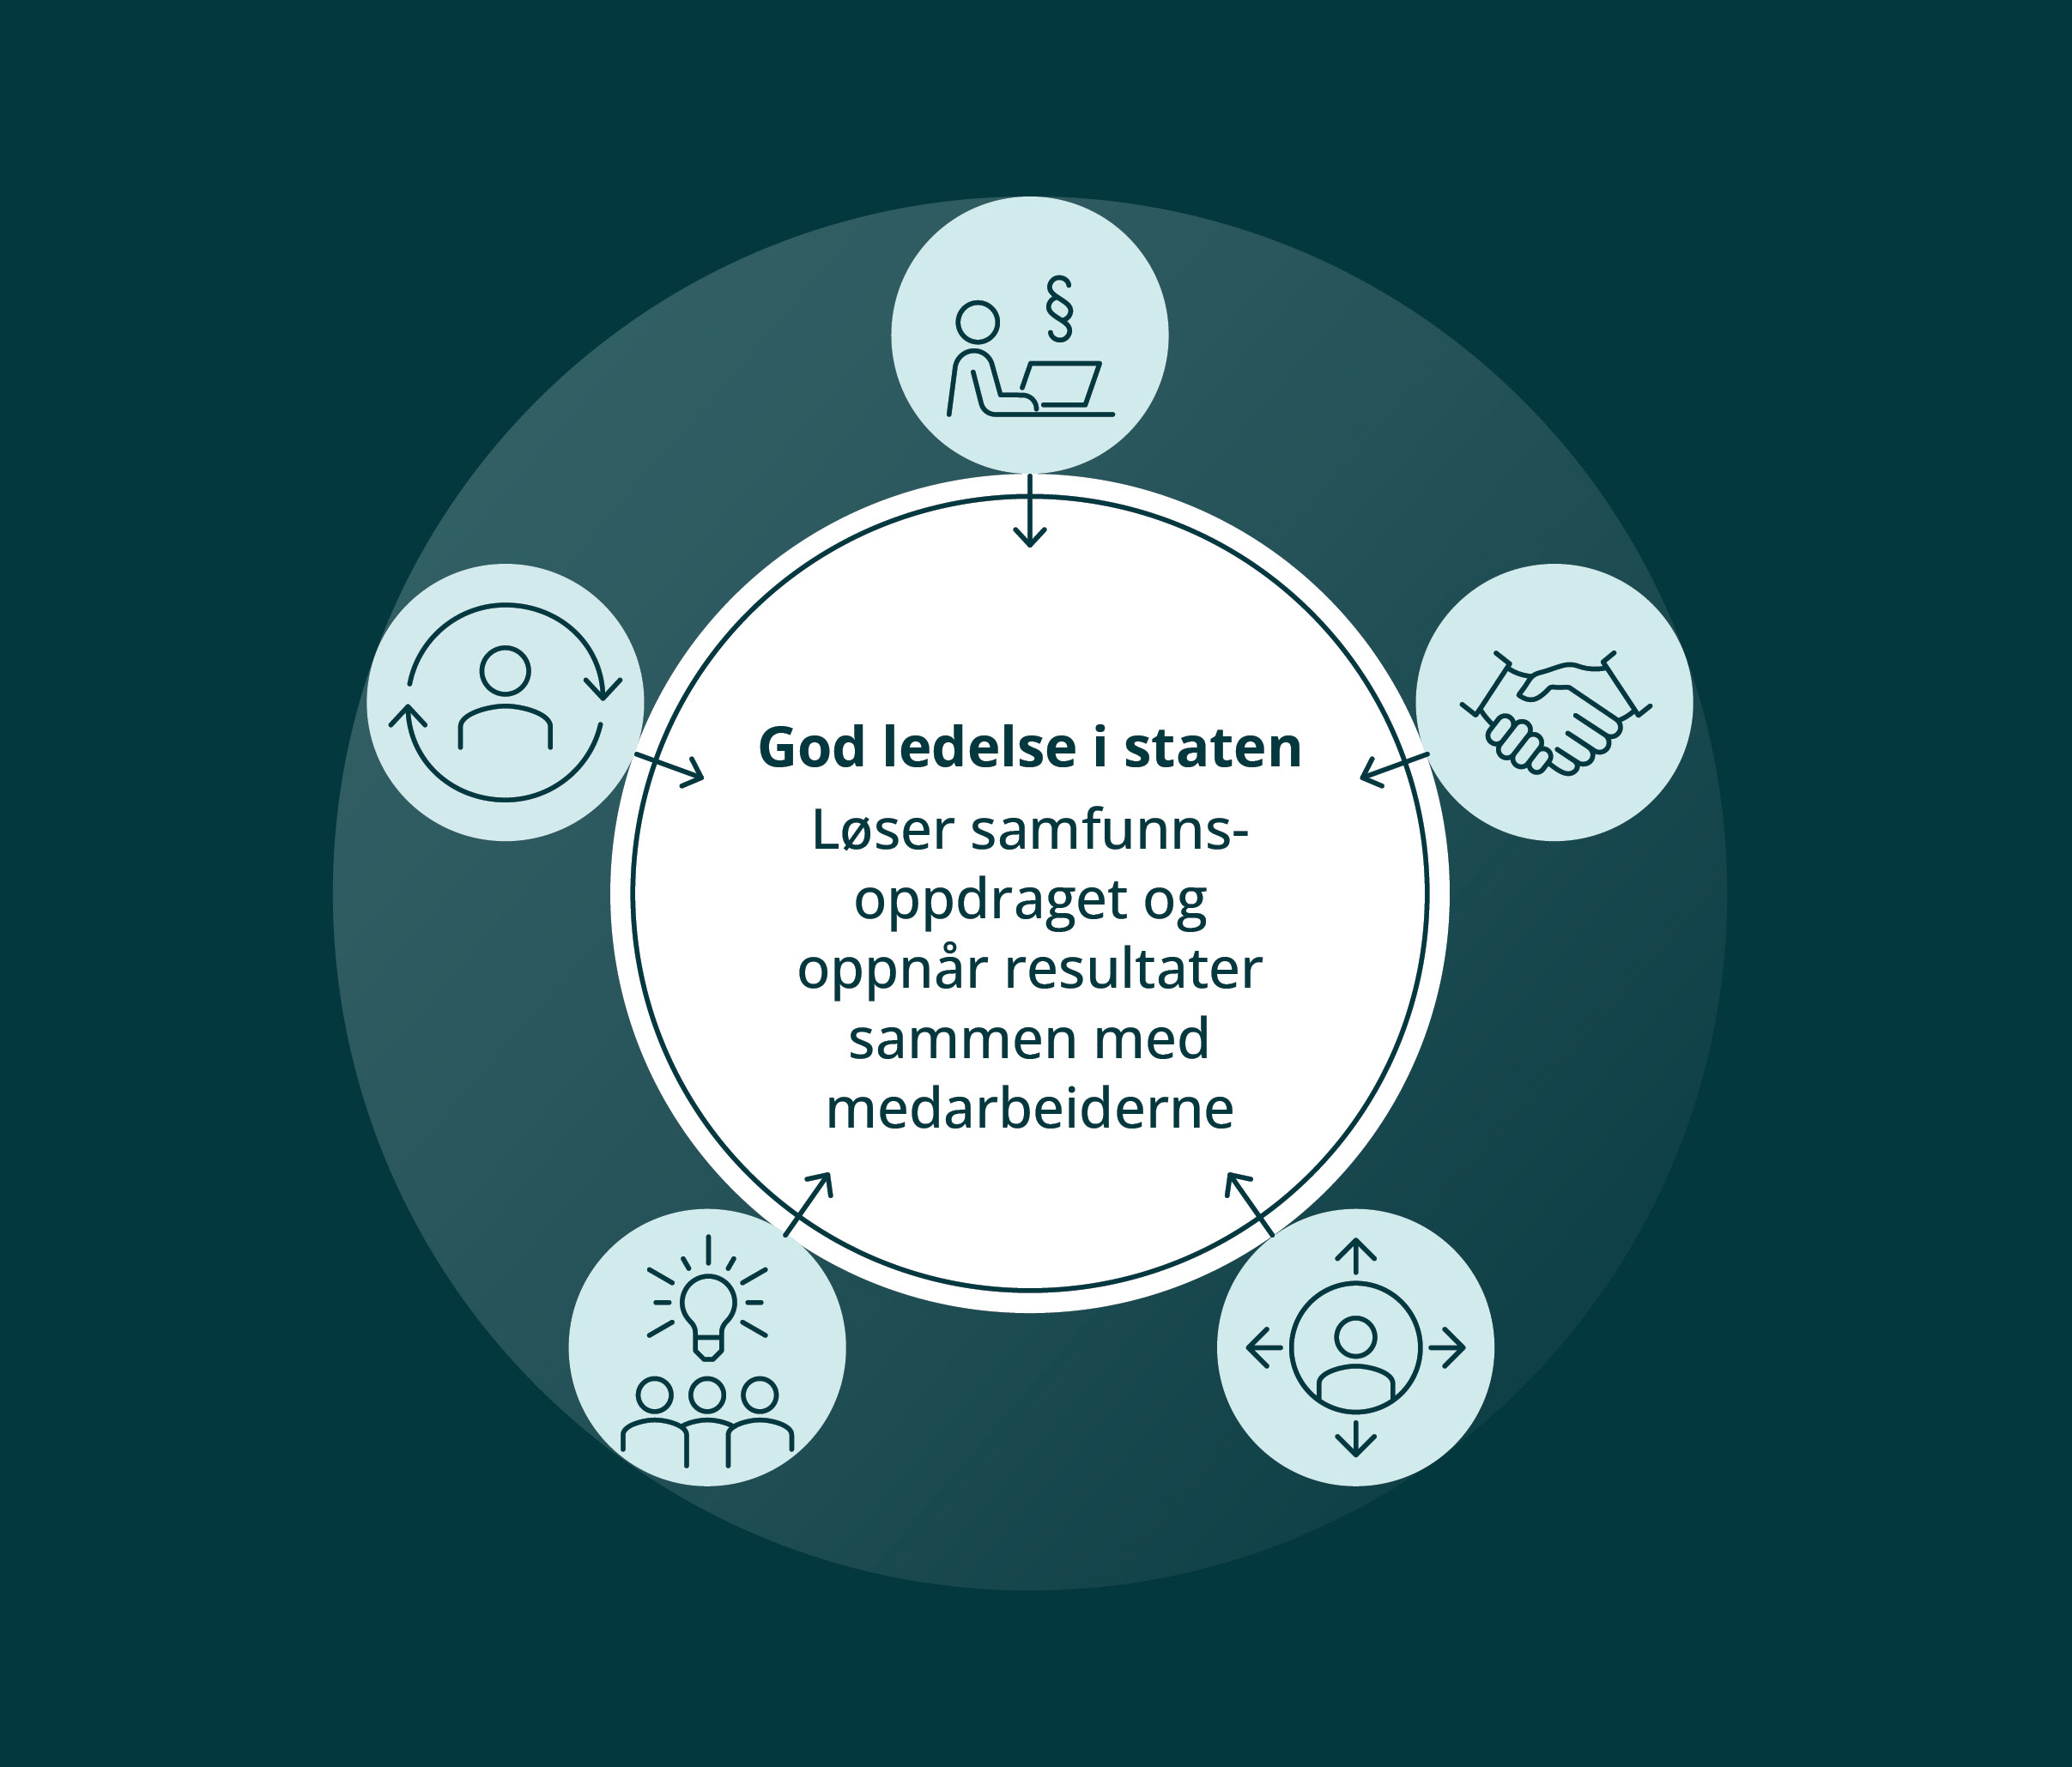 §
God ledelse i staten
Løser samfunns-
oppdraget og
oppnår resultater
sammen med
medarbeiderne